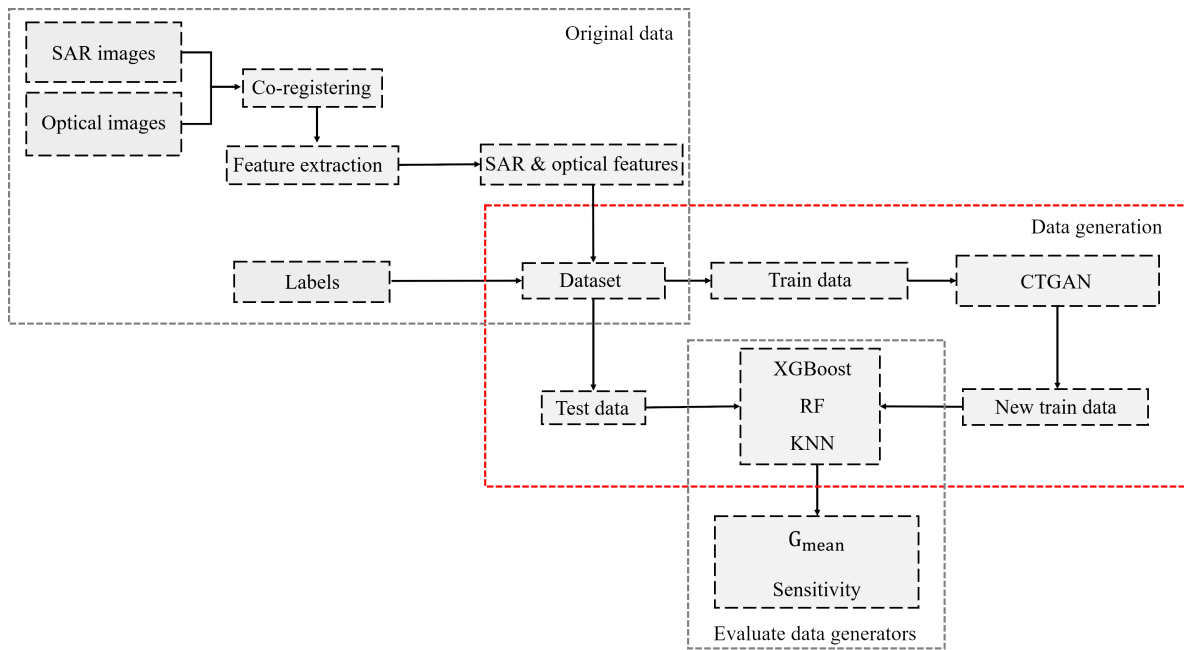 Original data
SAR images
Optical images
Co-registering
Feature extraction
SAR & optical features
Data generation
Labels
Dataset
Train data
CTGAN
Test data
XGBoost
RF
KNN
New train data
Gmean
Sensitivity
Evaluate data generators